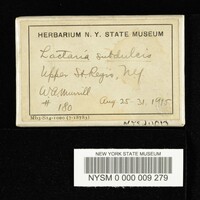 HERBARIUM N. Y. STATE MUSEUM
Lactaria subdulcis
Upper St. Regis, NY
W A Murrill
# 180 Aug 25-31, 1915
NEW YORK STATE MUSEUM
NYSM 0 000 009 279